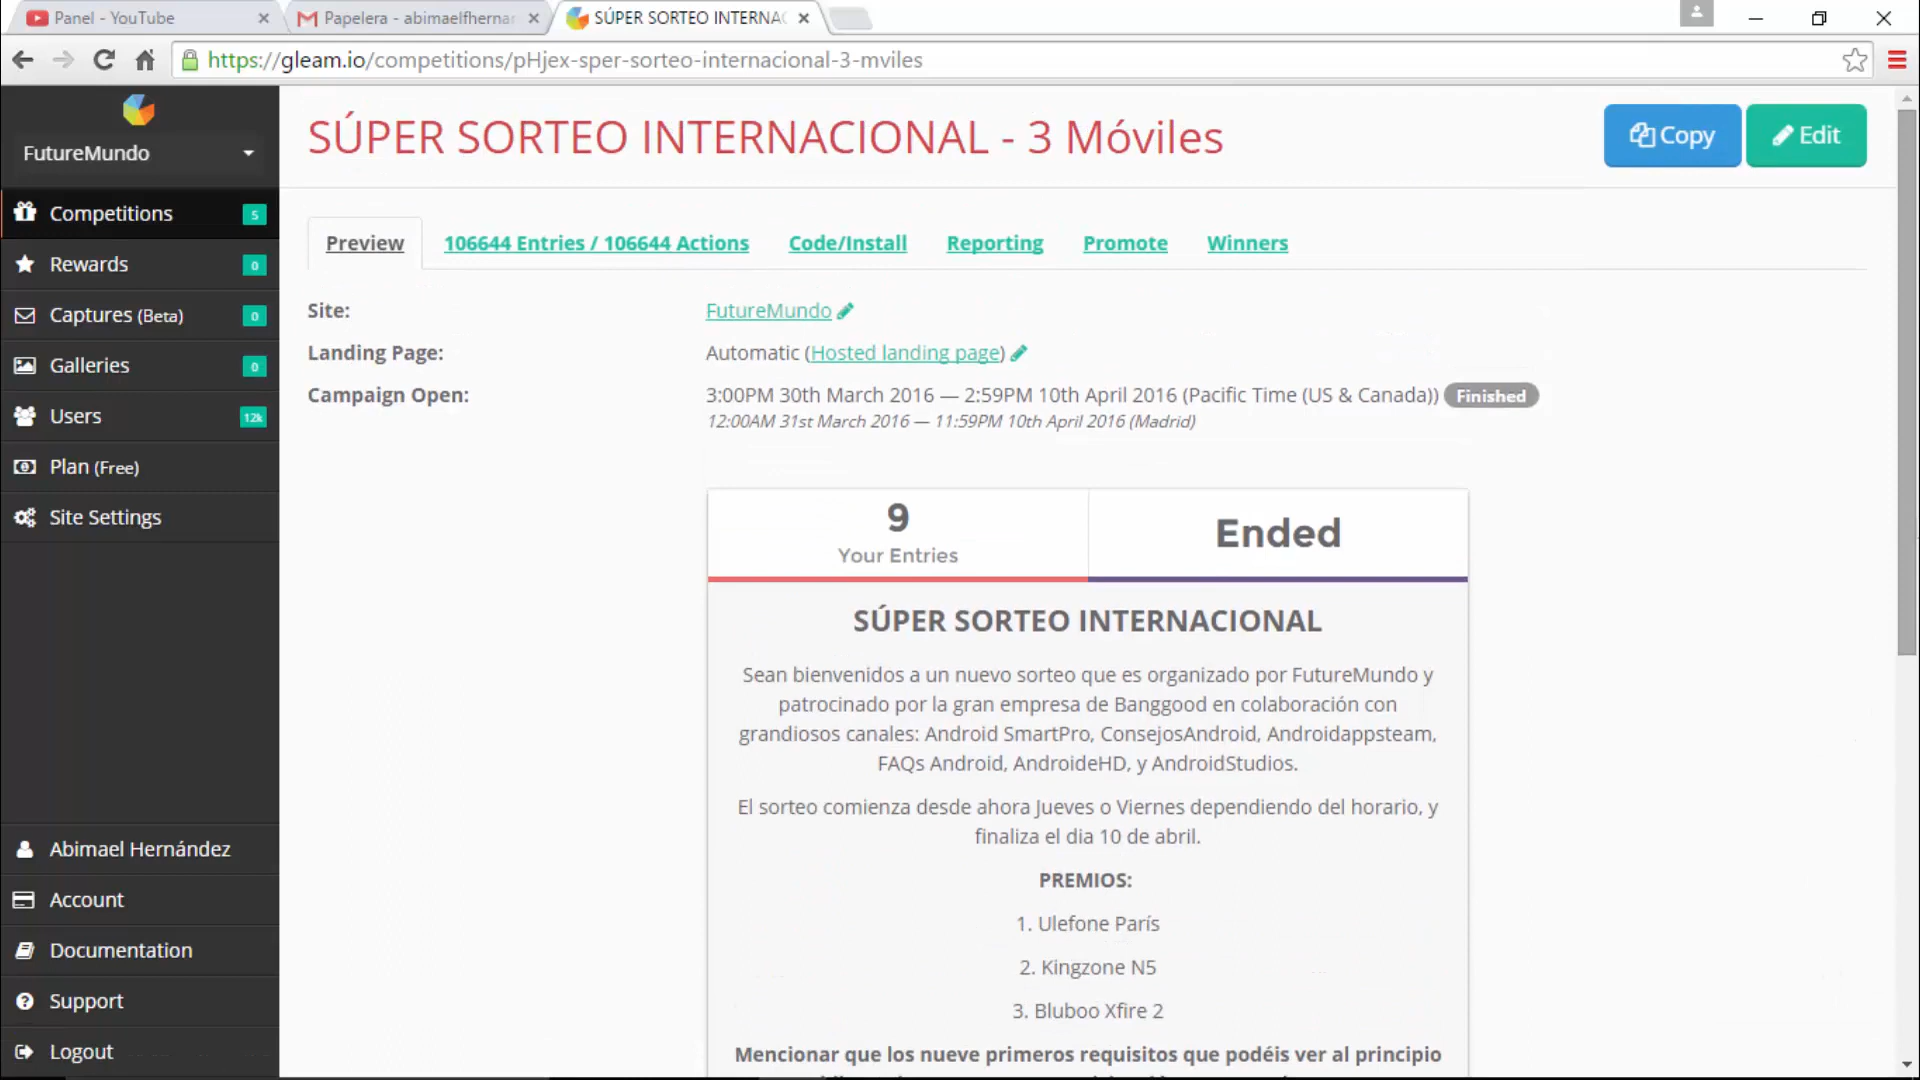 Panel - YouTube
Papelera - abimaelfherna
SÚPER SORTEO INTERNAC
https://gleam.io/competitions/pHjex-sper-sorteo-internacional-3-mviles
FutureMundo
Competitions 5
Rewards 0
Captures (Beta) 0
Galleries 0
Users 12k
Plan (Free)
Site Settings
Abimael Hernández
Account
Documentation
Support
Logout
SÚPER SORTEO INTERNACIONAL - 3 Móviles
Copy
Edit
Preview 106644 Entries / 106644 Actions Code/Install Reporting Promote Winners
Site: FutureMundo
Landing Page: Automatic (Hosted landing page)
Campaign Open: 3:00PM 30th March 2016 — 2:59PM 10th April 2016 (Pacific Time (US & Canada)) Finished
12:00AM 31st March 2016 — 11:59PM 10th April 2016 (Madrid)
9
Your Entries
Ended
SÚPER SORTEO INTERNACIONAL
Sean bienvenidos a un nuevo sorteo que es organizado por FutureMundo y
patrocinado por la gran empresa de Banggood en colaboración con
grandiosos canales: Android SmartPro, ConsejosAndroid, Androidappsteam,
FAQs Android, AndroideHD, y AndroidStudios.
El sorteo comienza desde ahora Jueves o Viernes dependiendo del horario, y
finaliza el dia 10 de abril.
PREMIOS:
1. Ulefone París
2. Kingzone N5
3. Bluboo Xfire 2
Mencionar que los nueve primeros requisitos que podéis ver al principio